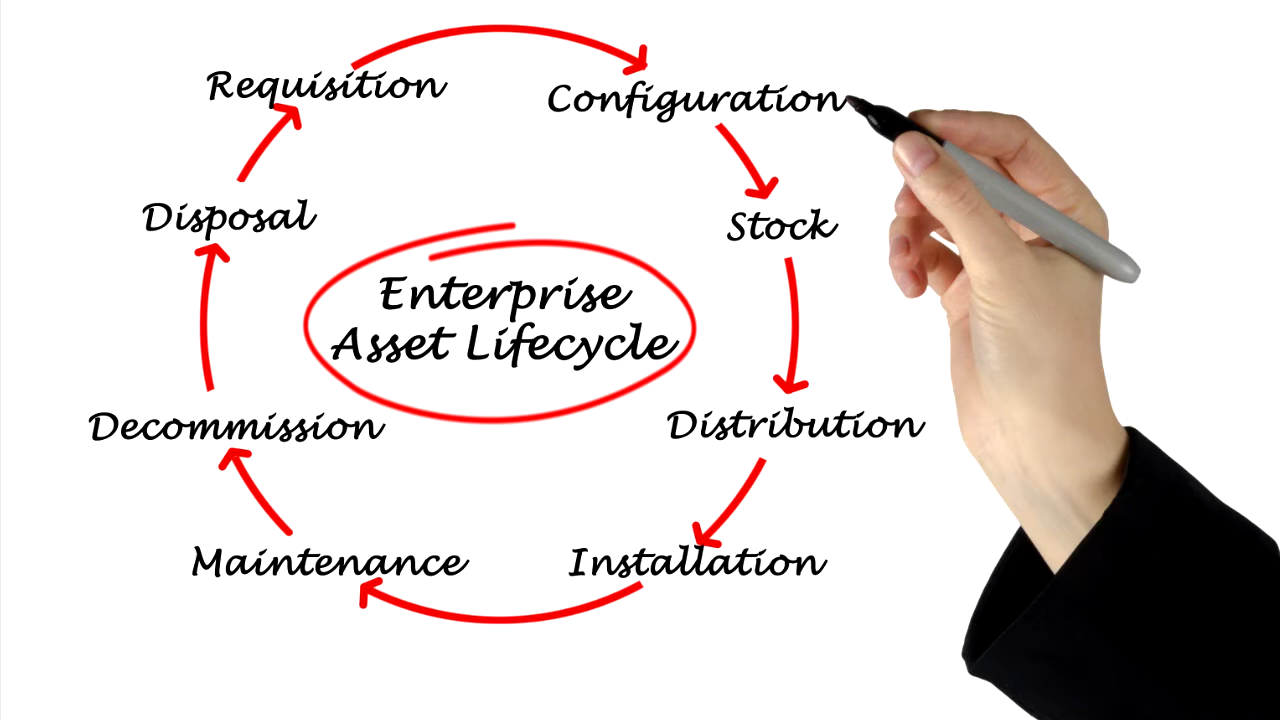 Requisition
Configuration
Disposal
Stock
Enterprise
Asset Lifecycle
Decommission
Distribution
Maintenance
Installation